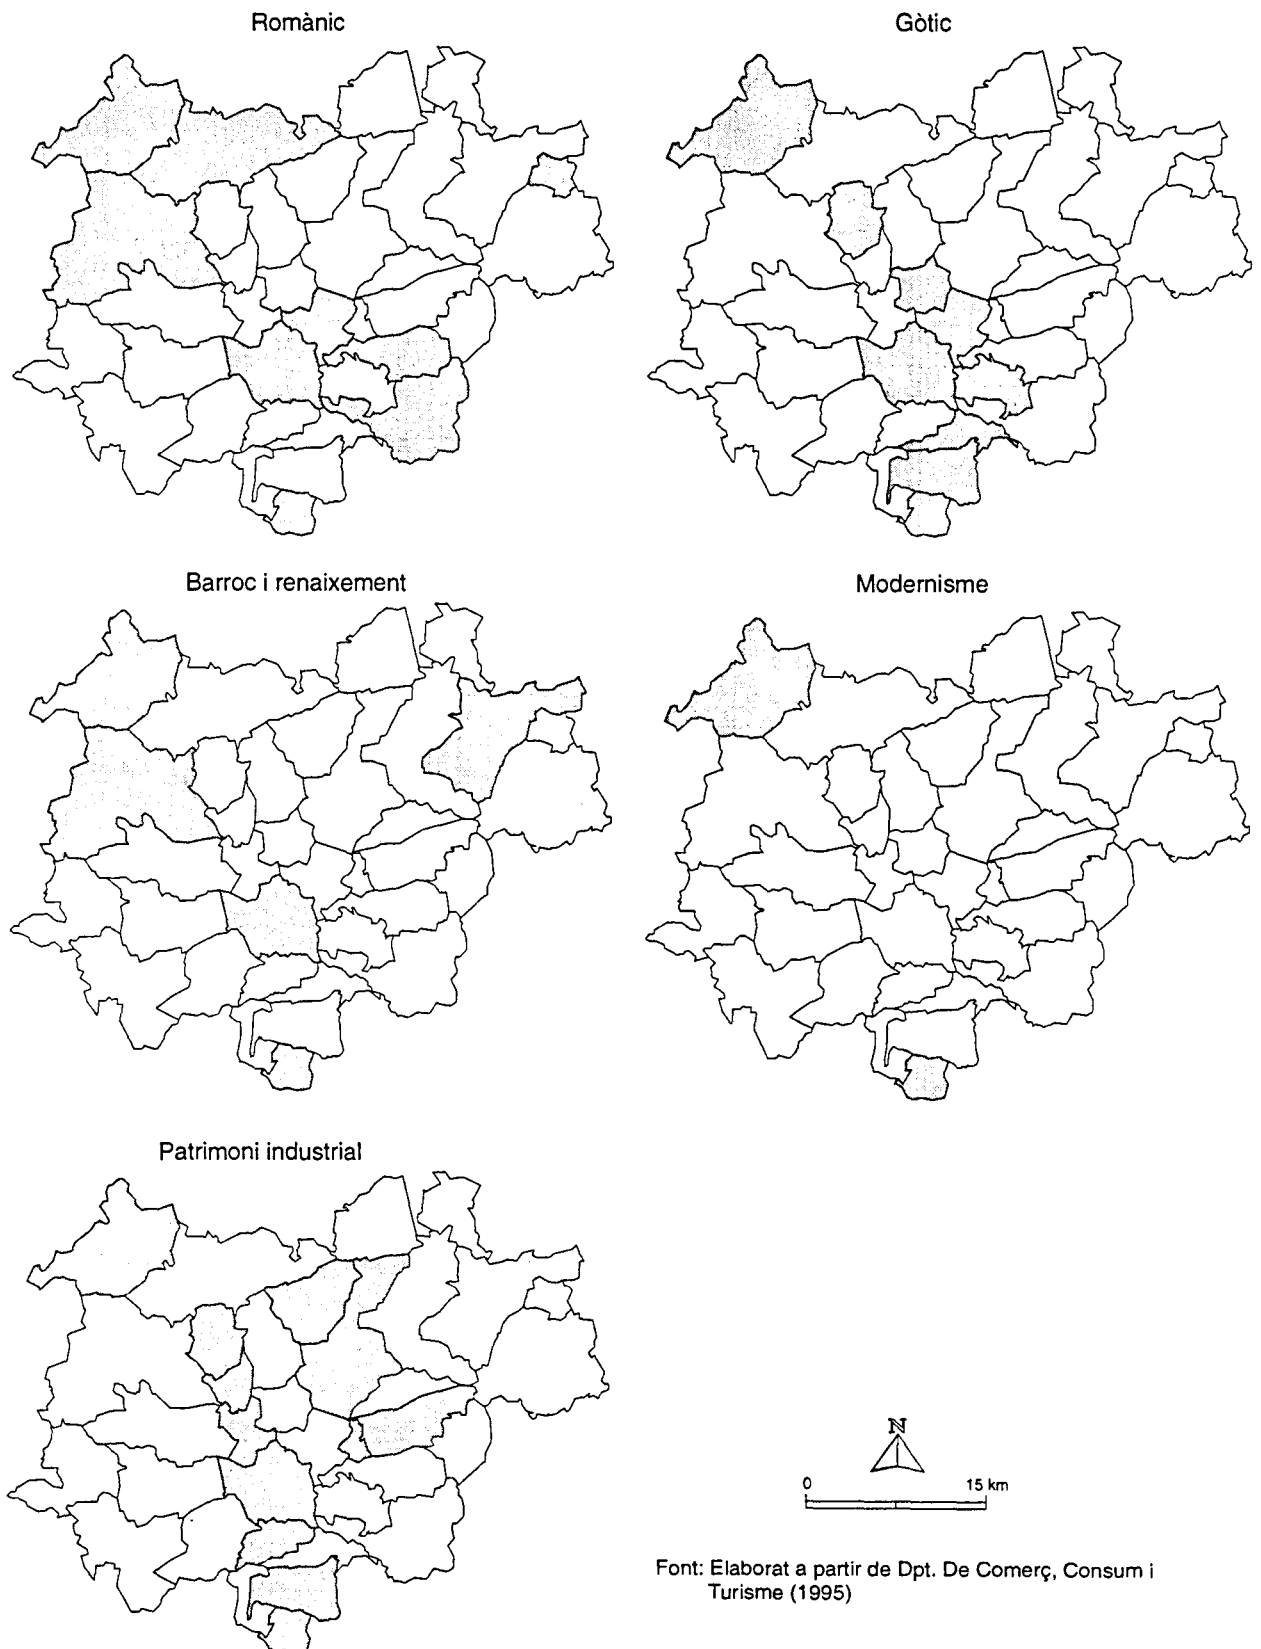 Romànic
Gòtic
Barroc i renaixement
Modernisme
Patrimoni industrial
N
0 15 km
Font: Elaborat a partir de Dpt. De Comerç, Consum i
Turisme (1995)